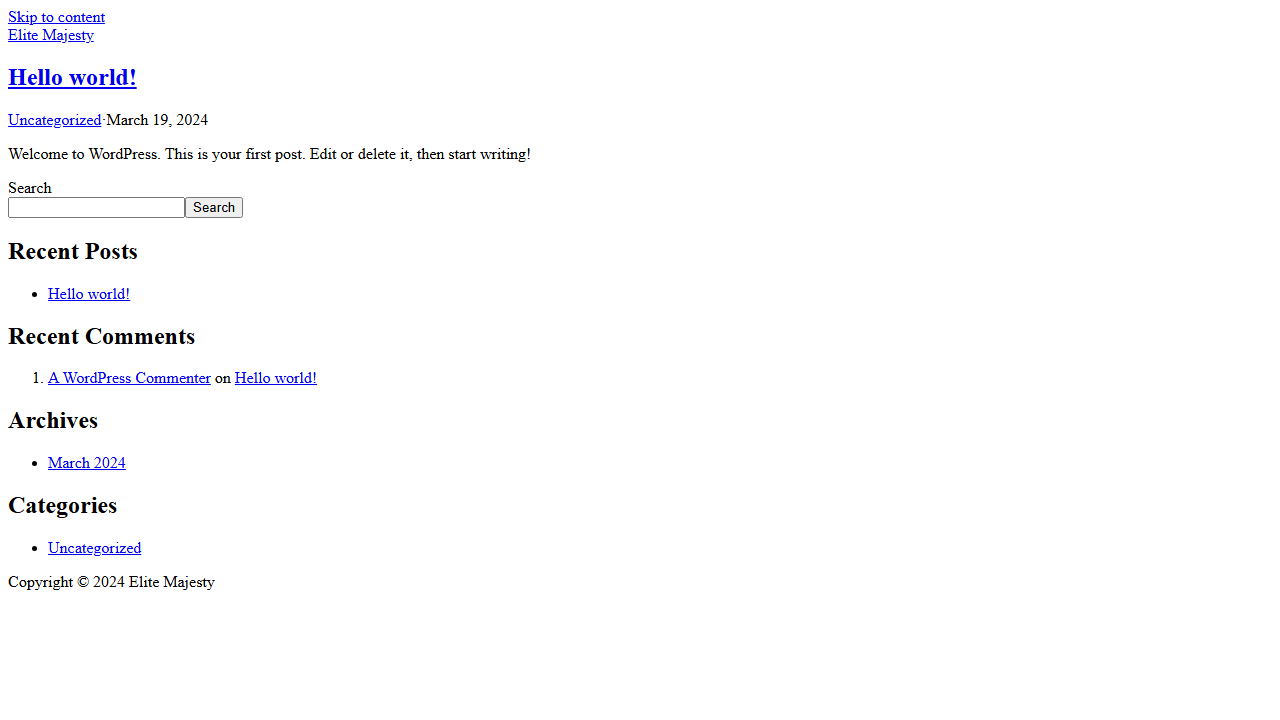 Skip to content
Elite Majesty
Hello world!
Uncategorized·March 19, 2024
Welcome to WordPress. This is your first post. Edit or delete it, then start writing!
Search
Search
Recent Posts
• Hello world!
Recent Comments
1. A WordPress Commenter on Hello world!
Archives
• March 2024
Categories
• Uncategorized
Copyright © 2024 Elite Majesty